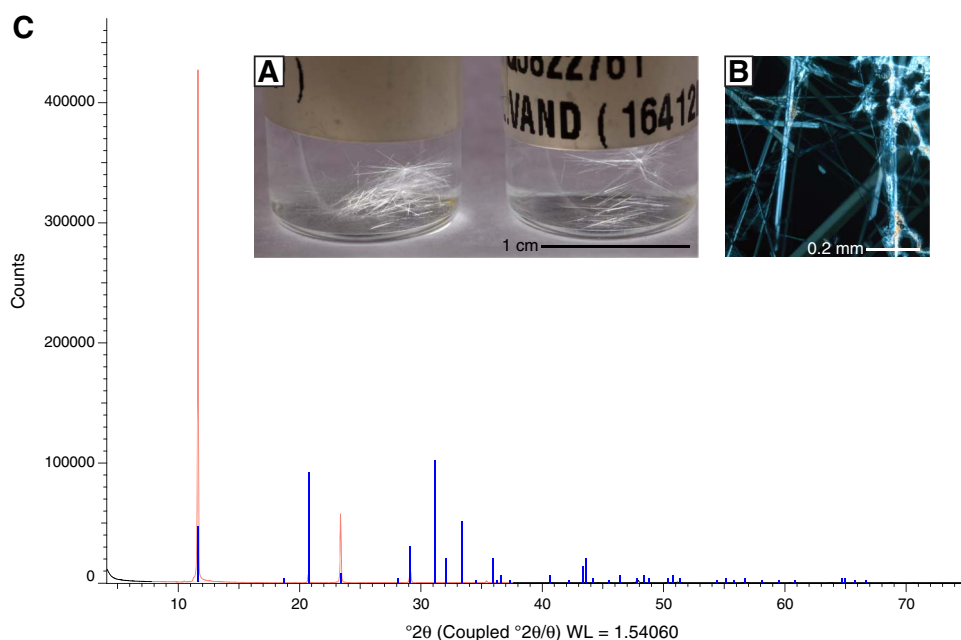 C
A
)
VAND ( 16412
1 cm
B
0.2 mm
Counts
400000
300000
200000
100000
0
10 20 30 40 50 60 70
°2θ (Coupled °2θ/θ) WL = 1.54060